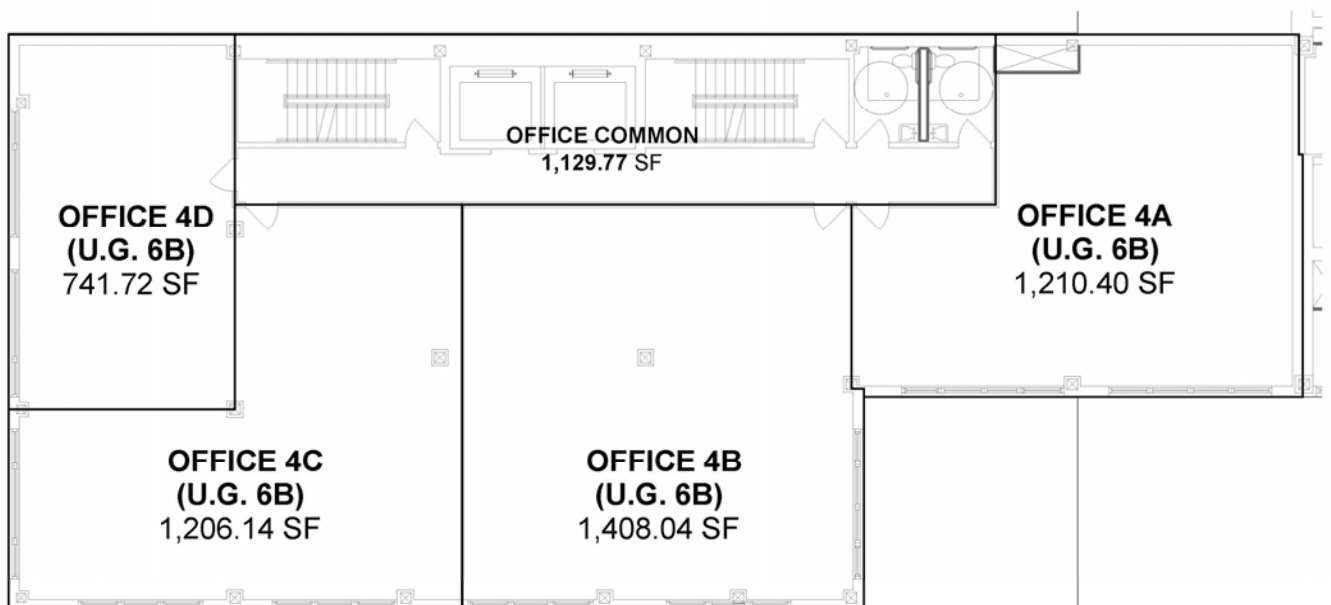 OFFICE COMMON
1,129.77 SF
OFFICE 4D
(U.G. 6B)
741.72 SF
OFFICE 4A
(U.G. 6B)
1,210.40 SF
OFFICE 4C
(U.G. 6B)
1,206.14 SF
OFFICE 4B
(U.G. 6B)
1,408.04 SF